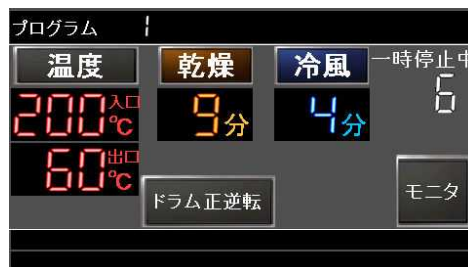 プログラム 1
温度 乾燥 冷風 一時停止中
200 入口 ℃ 9分 4分 6
60 出口 ℃
ドラム正逆転 モニタ